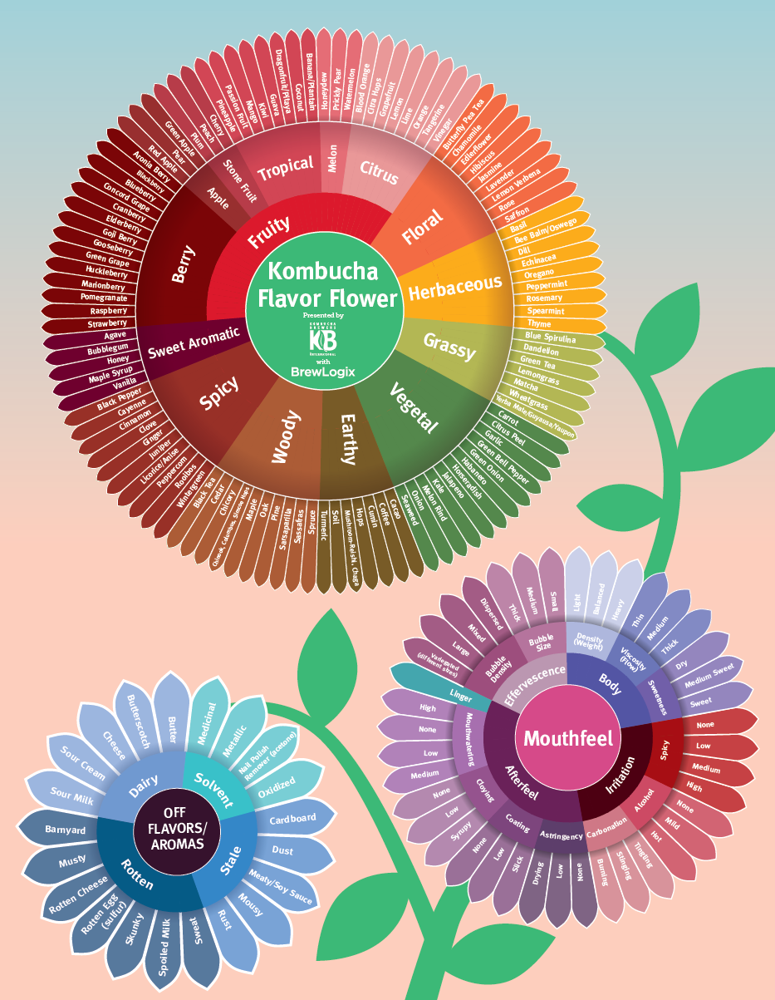 Kombucha
Flavor Flower
Presented by
KOMBUCHA
BREWERS
KB
INTERNATIONAL
with
BrewLogix
Fruity
Berry
Apple
Stone Fruit
Tropical
Melon
Citrus
Floral
Herbaceous
Grassy
Vegetal
Earthy
Woody
Spicy
Sweet Aromatic
Strawberry
Raspberry
Pomegranate
Marionberry
Huckleberry
Green Grape
Gooseberry
Goji Berry
Elderberry
Cranberry
Concord Grape
Blueberry
Blackberry
Aronia Berry
Red Apple
Pear
Green Apple
Plum
Peach
Cherry
Pineapple
Passion Fruit
Mango
Kiwi
Guava
Dragonfruit/Pitaya
Coconut
Banana/Plantain
Honeydew
Prickly Pear
Watermelon
Blood Orange
Citra Hops
Grapefruit
Lemon
Lime
Orange
Tangerine
Vinegar
Butterfly Pea Tea
Chamomile
Edlerflower
Hibiscus
Jasmine
Lavender
Lemon Verbena
Rose
Saffron
Basil
Bee Balm/Oswego
Dill
Echinacea
Oregano
Peppermint
Rosemary
Spearmint
Thyme
Blue Spirulina
Dandelion
Green Tea
Lemongrass
Matcha
Wheatgrass
Yerba Mate/Guyausa/Yaupon
Carrot
Citrus Peel
Garlic
Green Bell Pepper
Green Onion
Habanero
Horseradish
Jalapeno
Kale
Melon Rind
Onion
Seaweed
Cacao
Coffee
Cumin
Hops
Mushroom-Reishi, Chaga
Soil
Turmeric
Spruce
Sassafras
Sarsaparilla
Pine
Oak
Maple
Chinook, Columbus, Simcoe Hops
Chicory
Cedar
Black Tea
Wintergreen
Rooibos
Peppercorn
Licorice/Anise
Juniper
Ginger
Clove
Cinnamon
Cayenne
Black Pepper
Vanilla
Maple Syrup
Honey
Bubblegum
Agave
Mouthfeel
Effervescence
Body
Irritation
Afterfeel
Bubble
Density
Bubble
Size
Density
(Weight)
Viscosity
(Flow)
Sweetness
Spicy
Alcohol
Carbonation
Astringency
Coating
Cloying
Mouthwatering
Linger
Variegated
(different sizes)
Large
Mixed
Dispersed
Thick
Medium
Small
Light
Balanced
Heavy
Thin
Medium
Thick
Dry
Medium Sweet
Sweet
None
Low
Medium
High
None
Mild
Hot
Tingling
Stinging
Burning
None
Low
Drying
Slick
Low
None
Syrupy
Low
None
Medium
Low
None
High
OFF
FLAVORS/
AROMAS
Dairy
Solvent
Stale
Rotten
Sour Milk
Sour Cream
Cheese
Butterscotch
Butter
Medicinal
Metallic
Nail Polish
Remover (acetone)
Oxidized
Cardboard
Dust
Meaty/Soy Sauce
Mousy
Rust
Sweat
Spoiled Milk
Skunky
Rotten Egg
(sulfur)
Rotten Cheese
Musty
Barnyard